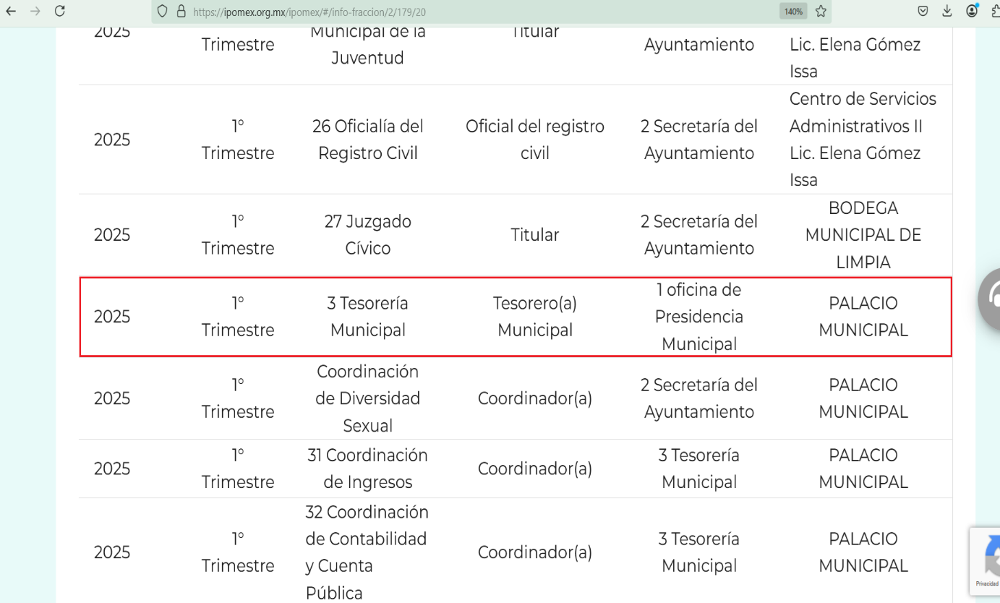 https://ipomex.org.mx/ipomex/#/info-fraccion/2/179/20
140%
2025
Trimestre
Municipal de la
Juventud
Titular
Ayuntamiento
Lic. Elena Gómez
Issa
2025
1°
Trimestre
26 Oficialía del
Registro Civil
Oficial del registro
civil
2 Secretaría del
Ayuntamiento
Centro de Servicios
Administrativos II
Lic. Elena Gómez
Issa
2025
1°
Trimestre
27 Juzgado
Cívico
Titular
2 Secretaría del
Ayuntamiento
BODEGA
MUNICIPAL DE
LIMPIA
2025
1°
Trimestre
3 Tesorería
Municipal
Tesorero(a)
Municipal
1 oficina de
Presidencia
Municipal
PALACIO
MUNICIPAL
2025
1°
Trimestre
Coordinación
de Diversidad
Sexual
Coordinador(a)
2 Secretaría del
Ayuntamiento
PALACIO
MUNICIPAL
2025
1°
Trimestre
31 Coordinación
de Ingresos
Coordinador(a)
3 Tesorería
Municipal
PALACIO
MUNICIPAL
2025
1°
Trimestre
32 Coordinación
de Contabilidad
y Cuenta
Pública
Coordinador(a)
3 Tesorería
Municipal
PALACIO
MUNICIPAL
Privacidad